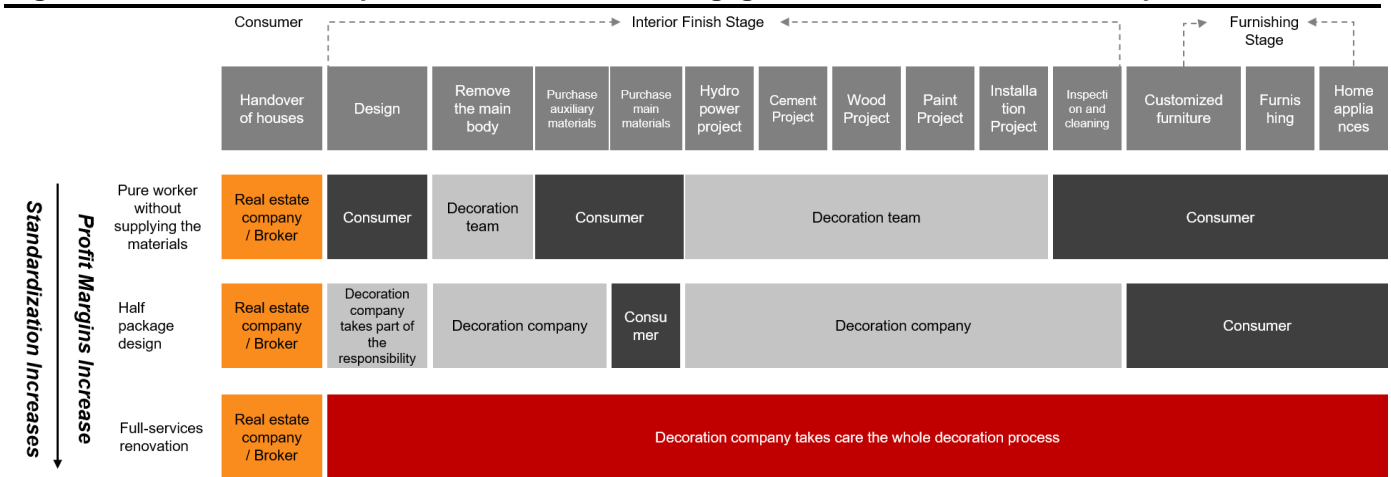 Consumer
Interior Finish Stage
Furnishing
Stage
Handover
of houses
Design
Remove
the main
body
Purchase
auxiliary
materials
Purchase
main
materials
Hydro
power
project
Cement
Project
Wood
Project
Paint
Project
Installa
tion
Project
Inspecti
on and
cleaning
Customized
furniture
Furnis
hing
Home
applia
nces
Standardization Increases
Profit Margins Increase
Pure worker
without
supplying the
materials
Real estate
company
/ Broker
Consumer
Decoration
team
Consumer
Decoration team
Consumer
Half
package
design
Real estate
company
/ Broker
Decoration
company
takes part of
the
responsibility
Decoration company
Consu
mer
Decoration company
Consumer
Full-services
renovation
Real estate
company
/ Broker
Decoration company takes care the whole decoration process